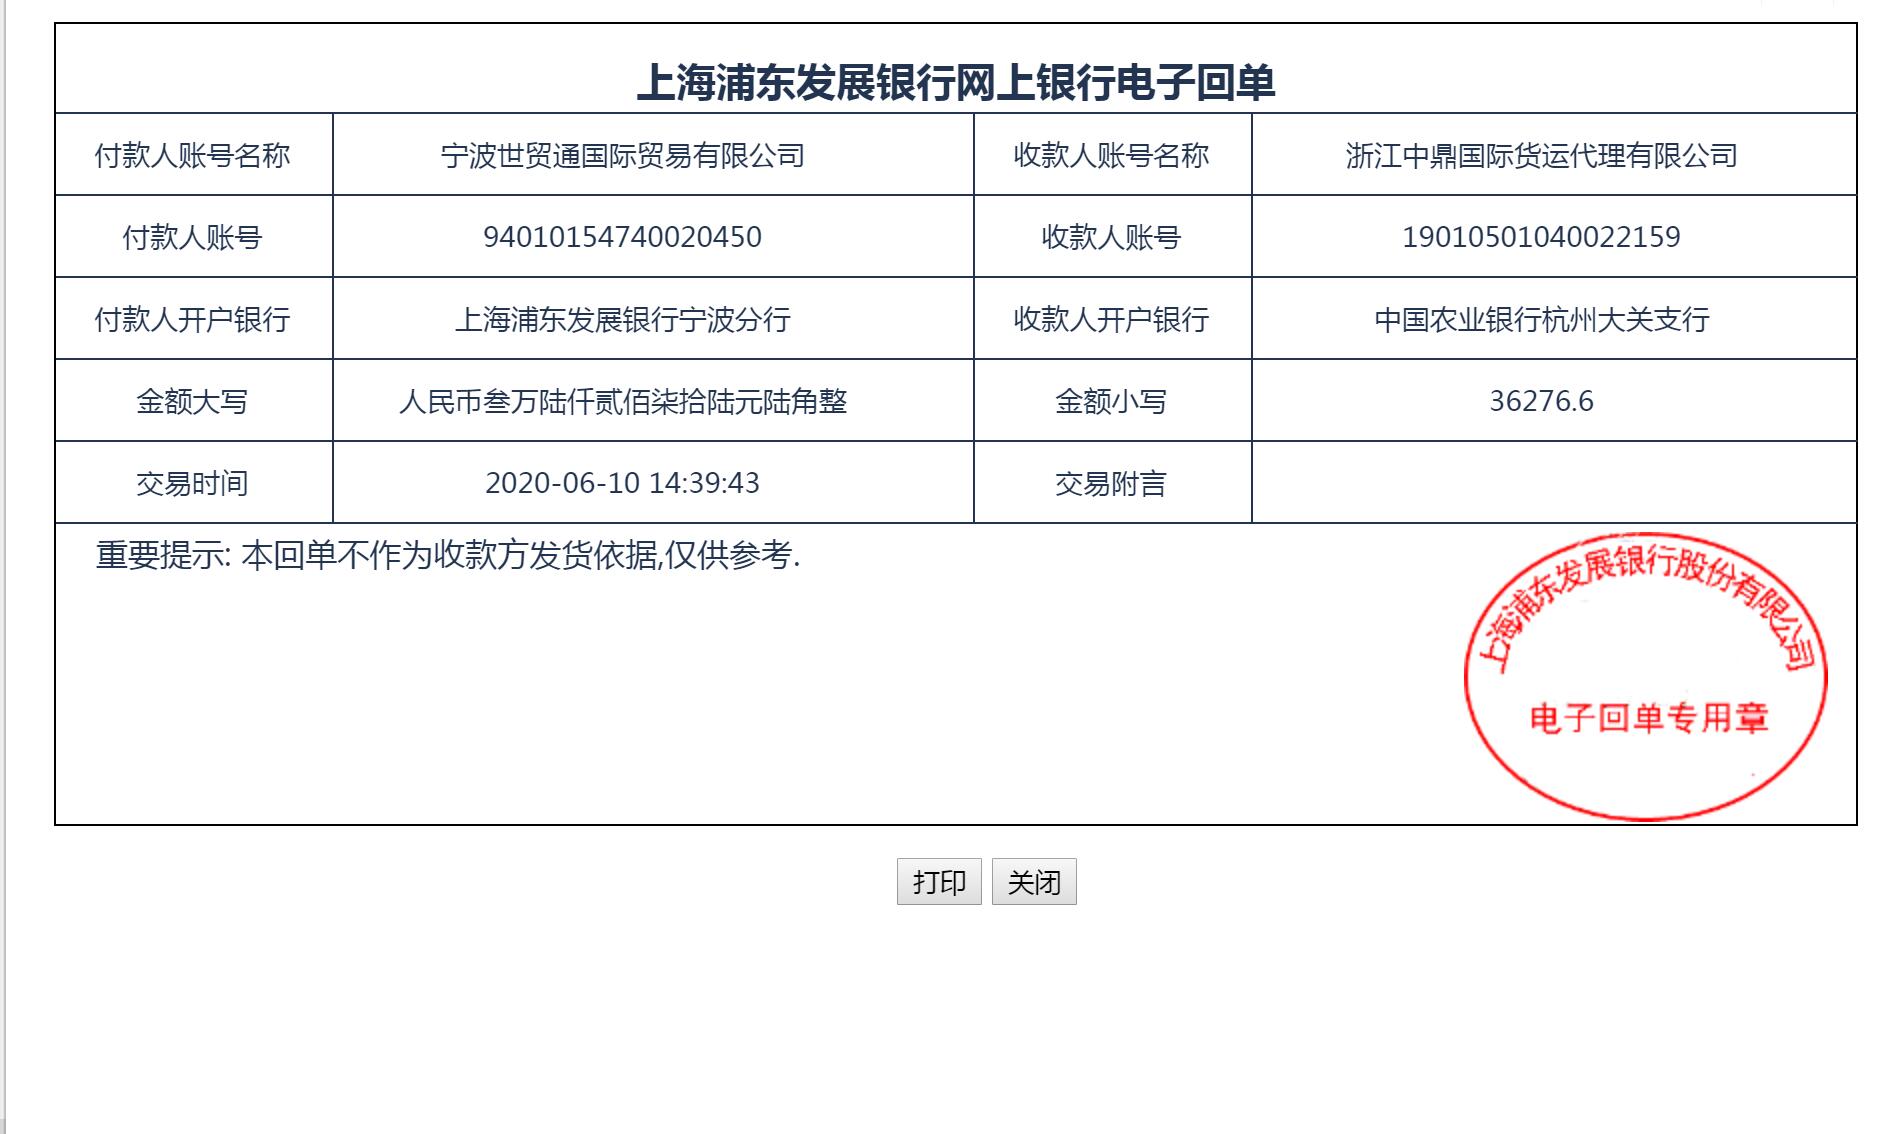 上海浦东发展银行网上银行电子回单
付款人账号名称 宁波世贸通国际贸易有限公司 收款人账号名称 浙江中鼎国际货运代理有限公司
付款人账号 94010154740020450 收款人账号 19010501040022159
付款人开户银行 上海浦东发展银行宁波分行 收款人开户银行 中国农业银行杭州大关支行
金额大写 人民币叁万陆仟贰佰柒拾陆元陆角整 金额小写 36276.6
交易时间 2020-06-10 14:39:43 交易附言
重要提示: 本回单不作为收款方发货依据,仅供参考.
上海浦东发展银行股份有限公司
电子回单专用章
打印 关闭